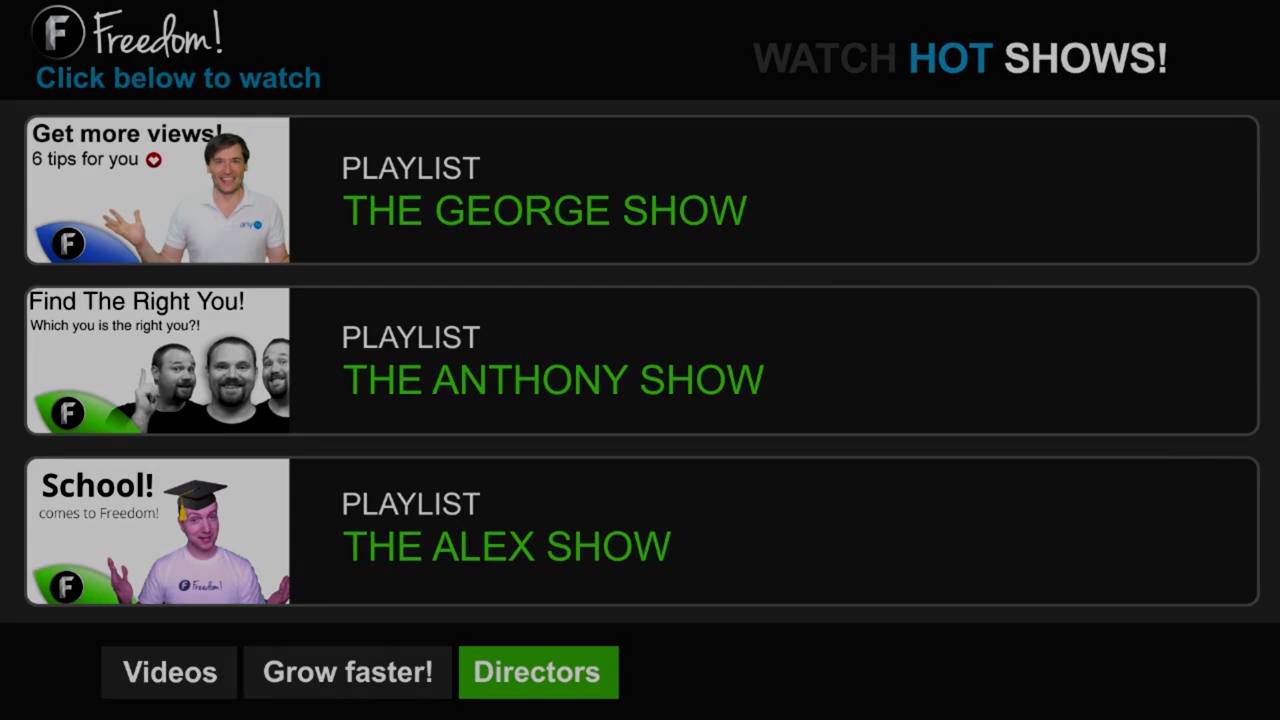 F Freedom!
Click below to watch
WATCH HOT SHOWS!
Get more views!
6 tips for you
any
F
PLAYLIST
THE GEORGE SHOW
Find The Right You!
Which you is the right you?!
F
PLAYLIST
THE ANTHONY SHOW
School!
comes to Freedom!
F Freedom!
F
PLAYLIST
THE ALEX SHOW
Videos
Grow faster!
Directors